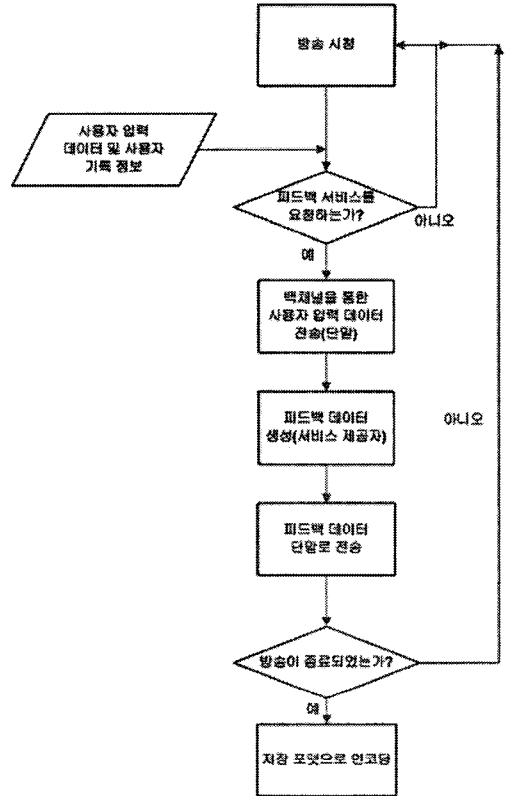 방송 시청
사용자 입력
데이터 및 사용자
기록 정보
피드백 서비스를
요청하는가?
아니오
예
백채널을 통한
사용자 입력 데이터
전송(단말)
피드백 데이터
생성(서비스 제공자)
아니오
피드백 데이터
단말로 전송
방송이 종료되었는가?
예
저장 포맷으로 인코딩